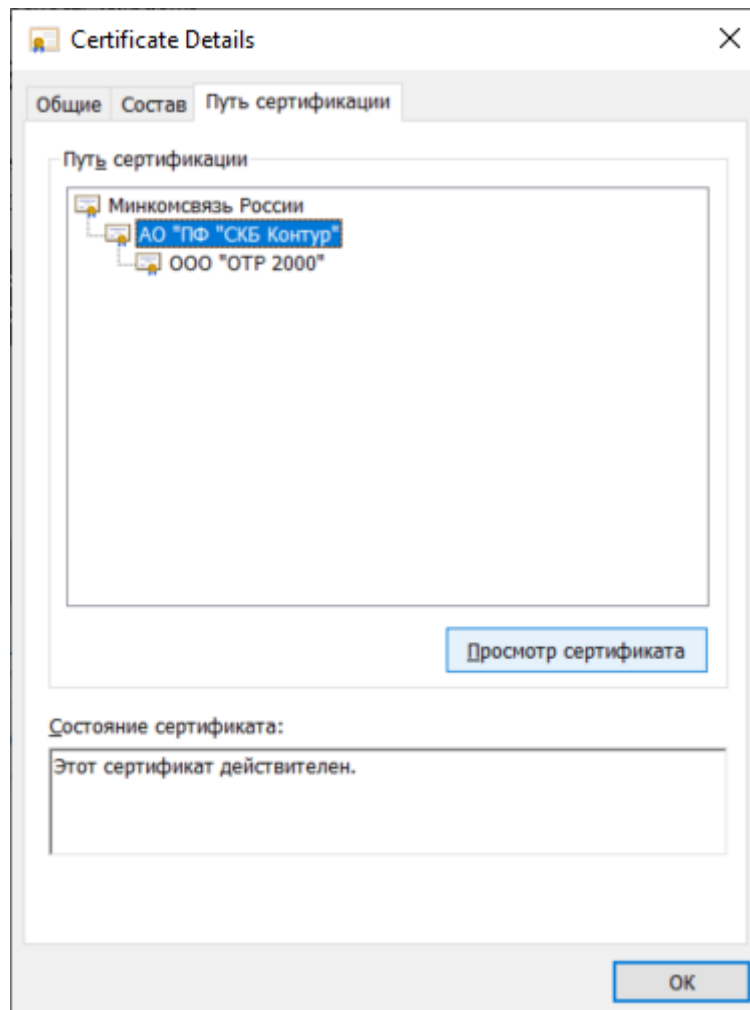 Certificate Details
Общие Состав Путь сертификации
Путь сертификации
Минкомсвязь России
АО "ПФ "СКБ Контур"
ООО "ОТР 2000"
Просмотр сертификата
Состояние сертификата:
Этот сертификат действителен.
ОК